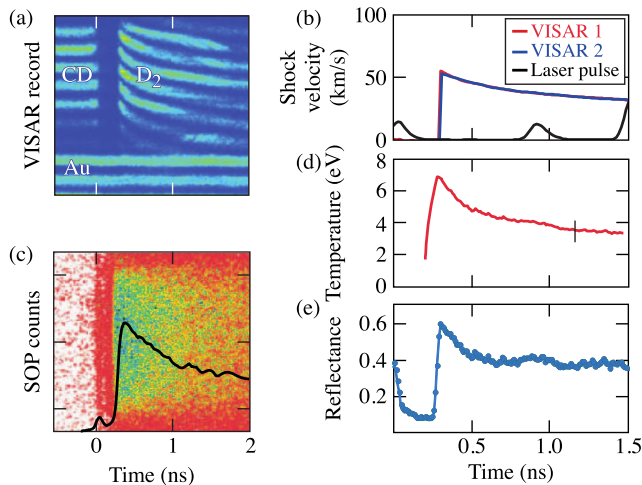 (a)
VISAR record
CD
D2
Au
(b)
Shock
velocity
(km/s)
100
50
0
VISAR 1
VISAR 2
Laser pulse
(c)
SOP counts
0
1
2
Time (ns)
(d)
Temperature (eV)
8
6
4
2
0
(e)
Reflectance
0.6
0.4
0.2
0.5
1.0
1.5
Time (ns)